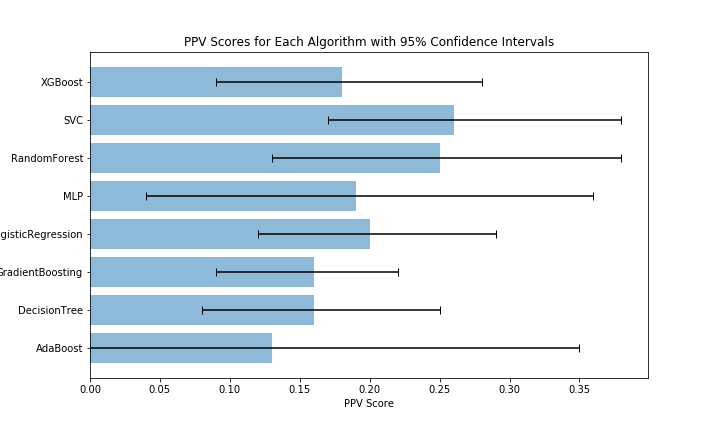 PPV Scores for Each Algorithm with 95% Confidence Intervals
XGBoost
SVC
RandomForest
MLP
gisticRegression
GradientBoosting
DecisionTree
AdaBoost
0.00 0.05 0.10 0.15 0.20 0.25 0.30 0.35
PPV Score